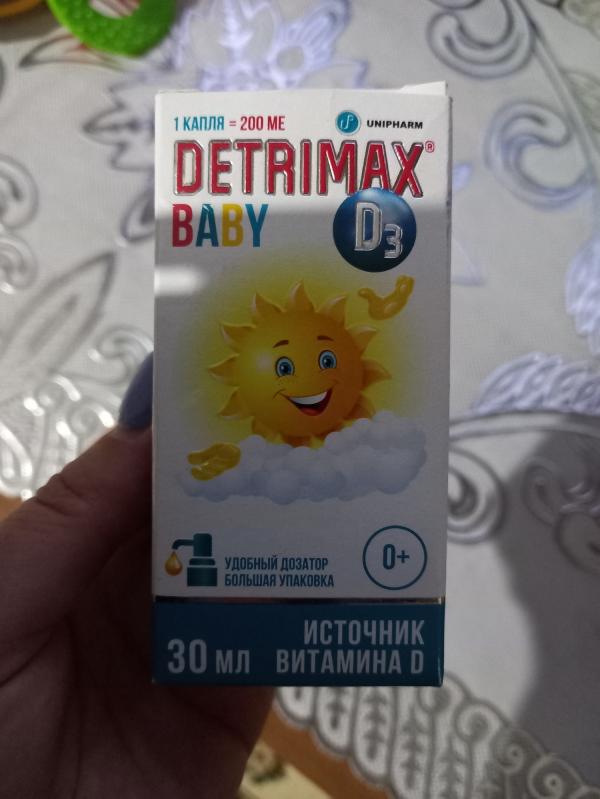 1 КАПЛЯ = 200 МЕ
UNIPHARM
DETRIMAX®
BABY
D3
УДОБНЫЙ ДОЗАТОР
БОЛЬШАЯ УПАКОВКА
0+
30 МЛ
ИСТОЧНИК
ВИТАМИНА D